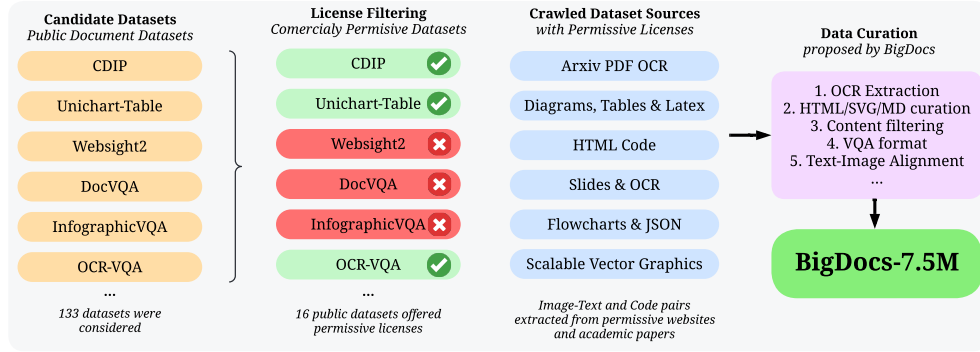 Candidate Datasets
Public Document Datasets
CDIP
Unichart-Table
Websight2
DocVQA
InfographicVQA
OCR-VQA
...
133 datasets were
considered
License Filtering
Comercialy Permisive Datasets
CDIP
Unichart-Table
Websight2
DocVQA
InfographicVQA
OCR-VQA
...
16 public datasets offered
permissive licenses
Crawled Dataset Sources
with Permissive Licenses
Arxiv PDF OCR
Diagrams, Tables & Latex
HTML Code
Slides & OCR
Flowcharts & JSON
Scalable Vector Graphics
Image-Text and Code pairs
extracted from permissive websites
and academic papers
Data Curation
proposed by BigDocs
1. OCR Extraction
2. HTML/SVG/MD curation
3. Content filtering
4. VQA format
5. Text-Image Alignment
...
BigDocs-7.5M